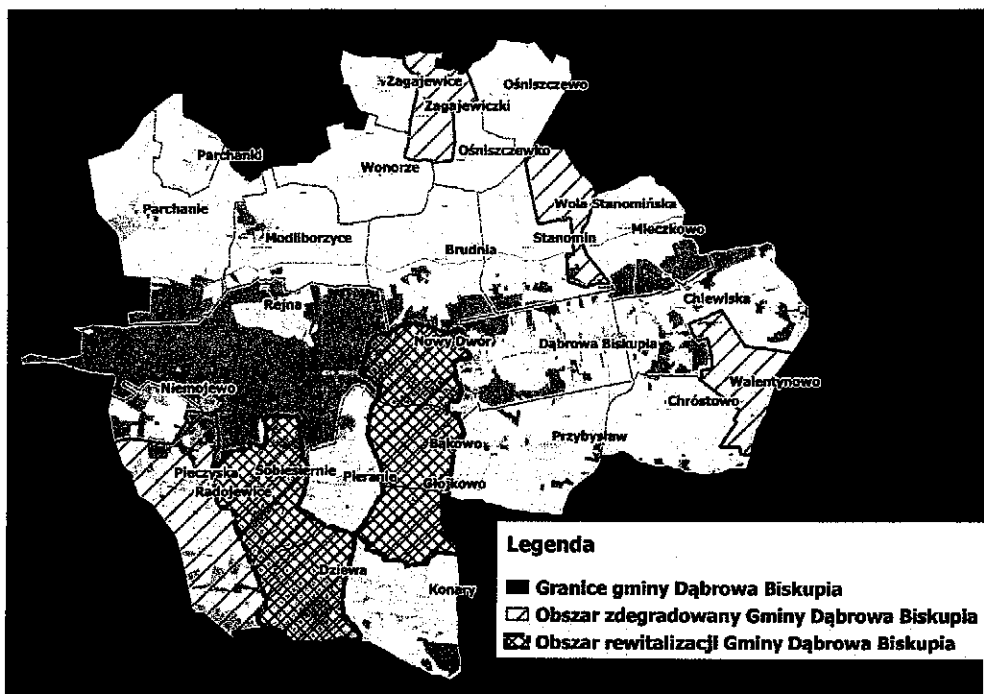 Zagajewice
Ośniszczewo
Zagajewiczki
Ośniszczewko
Parchanki
Wonorze
Parchanie
Wola Stanomińska
Modliborzyce
Stanomin
Mleczkowo
Brudnia
Rejna
Chlewiska
Nowy Dwór
Dąbrowa Biskupia
Niemojewo
Walentynowo
Chróstowo
Bąkowo
Przybysław
Pieczyska
Sobiesiernie
Pieranie
Radojewice
Głojkowo
Dziewa
Konary
Legenda
Granice gminy Dąbrowa Biskupia
Obszar zdegradowany Gminy Dąbrowa Biskupia
Obszar rewitalizacji Gminy Dąbrowa Biskupia